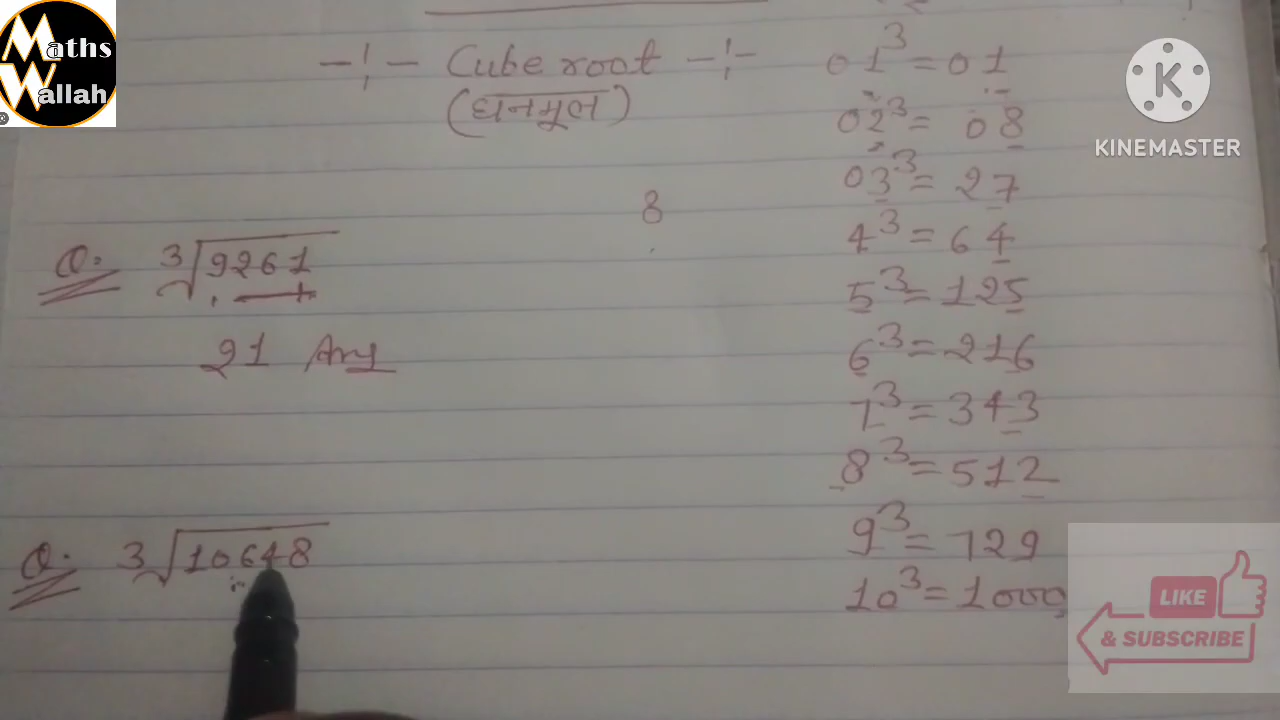 Maths
Wallah
®
-:- Cube root -:-
(घनमूल)
Q. ³√9261
21 Ans
8
Q. ³√10648
01³ = 01
02³ = 08
03³ = 27
4³ = 64
5³ = 125
6³ = 216
7³ = 343
8³ = 512
9³ = 729
10³ = 1000
K
KINEMASTER
LIKE
& SUBSCRIBE